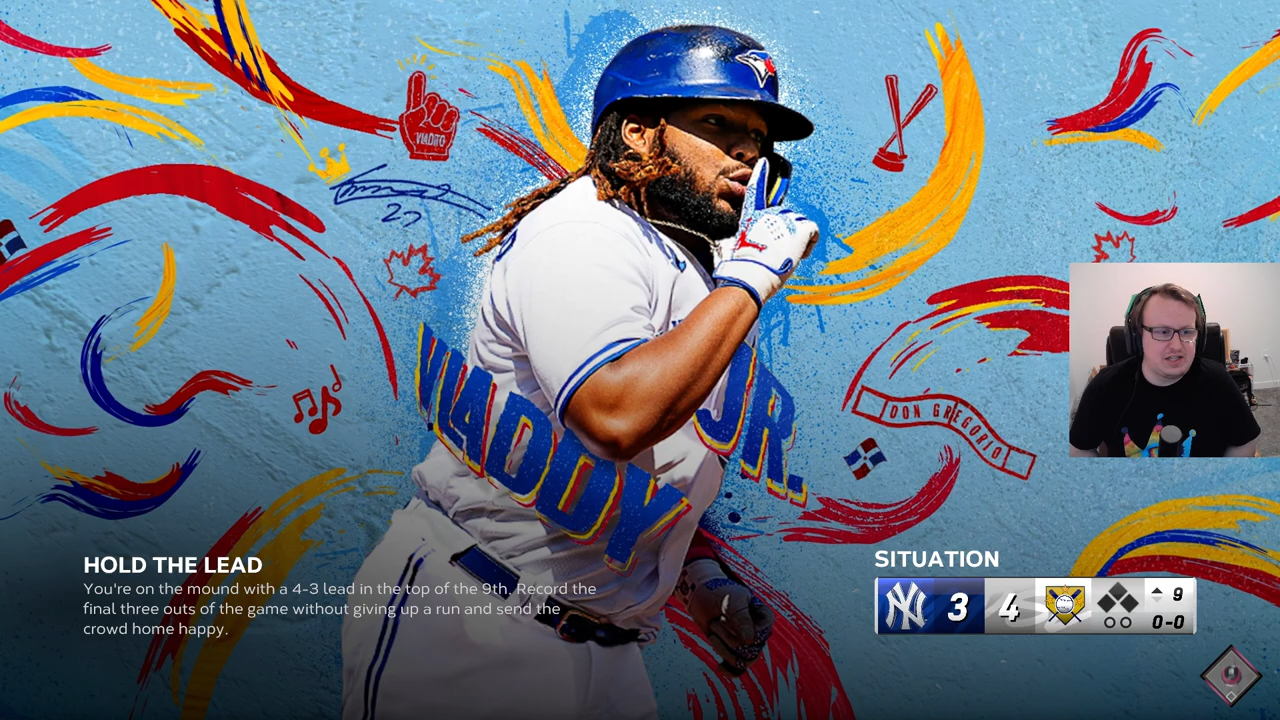 VLADITO
27
VLADDY JR.
DON GREGORIO
HOLD THE LEAD
You're on the mound with a 4-3 lead in the top of the 9th. Record the
final three outs of the game without giving up a run and send the
crowd home happy.
SITUATION
NY 3 4 9
0-0